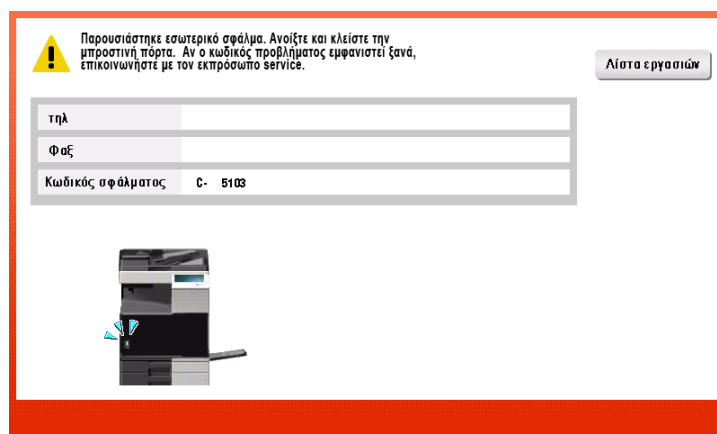 Παρουσιάστηκε εσωτερικό σφάλμα. Ανοίξτε και κλείστε την
μπροστινή πόρτα. Αν ο κωδικός προβλήματος εμφανιστεί ξανά,
επικοινωνήστε με τον εκπρόσωπο service.
Λίστα εργασιών
τηλ
Φαξ
Κωδικός σφάλματος C- 5103